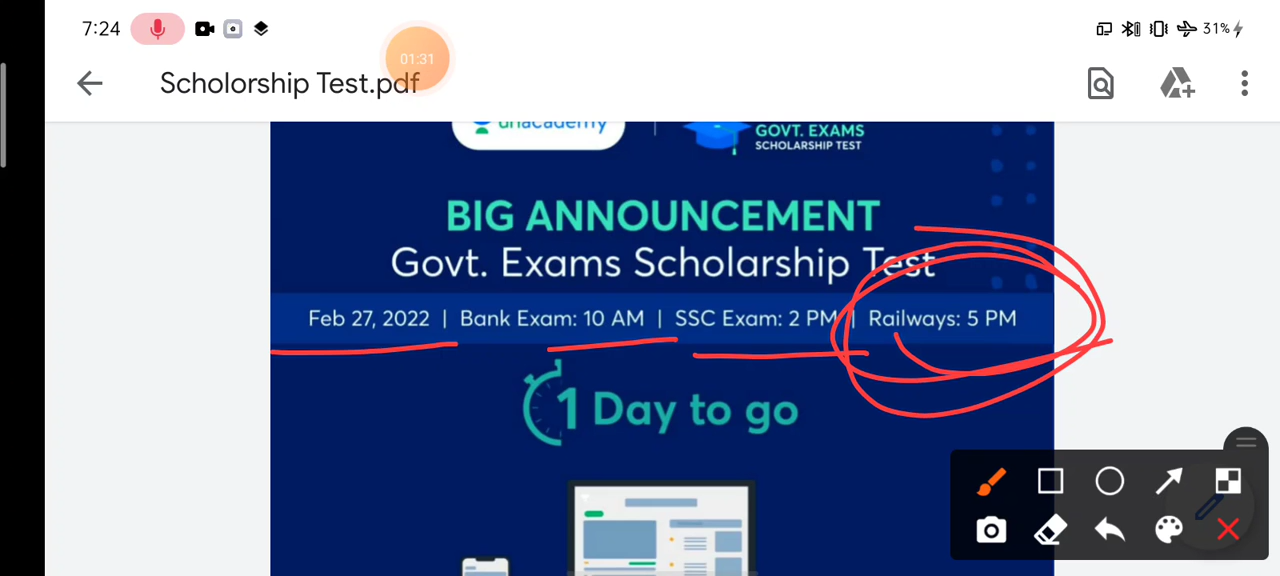 7:24
31%
01:31
Scholorship Test.pdf
unacademy
GOVT. EXAMS
SCHOLARSHIP TEST
BIG ANNOUNCEMENT
Govt. Exams Scholarship Test
Feb 27, 2022 | Bank Exam: 10 AM | SSC Exam: 2 PM | Railways: 5 PM
1 Day to go